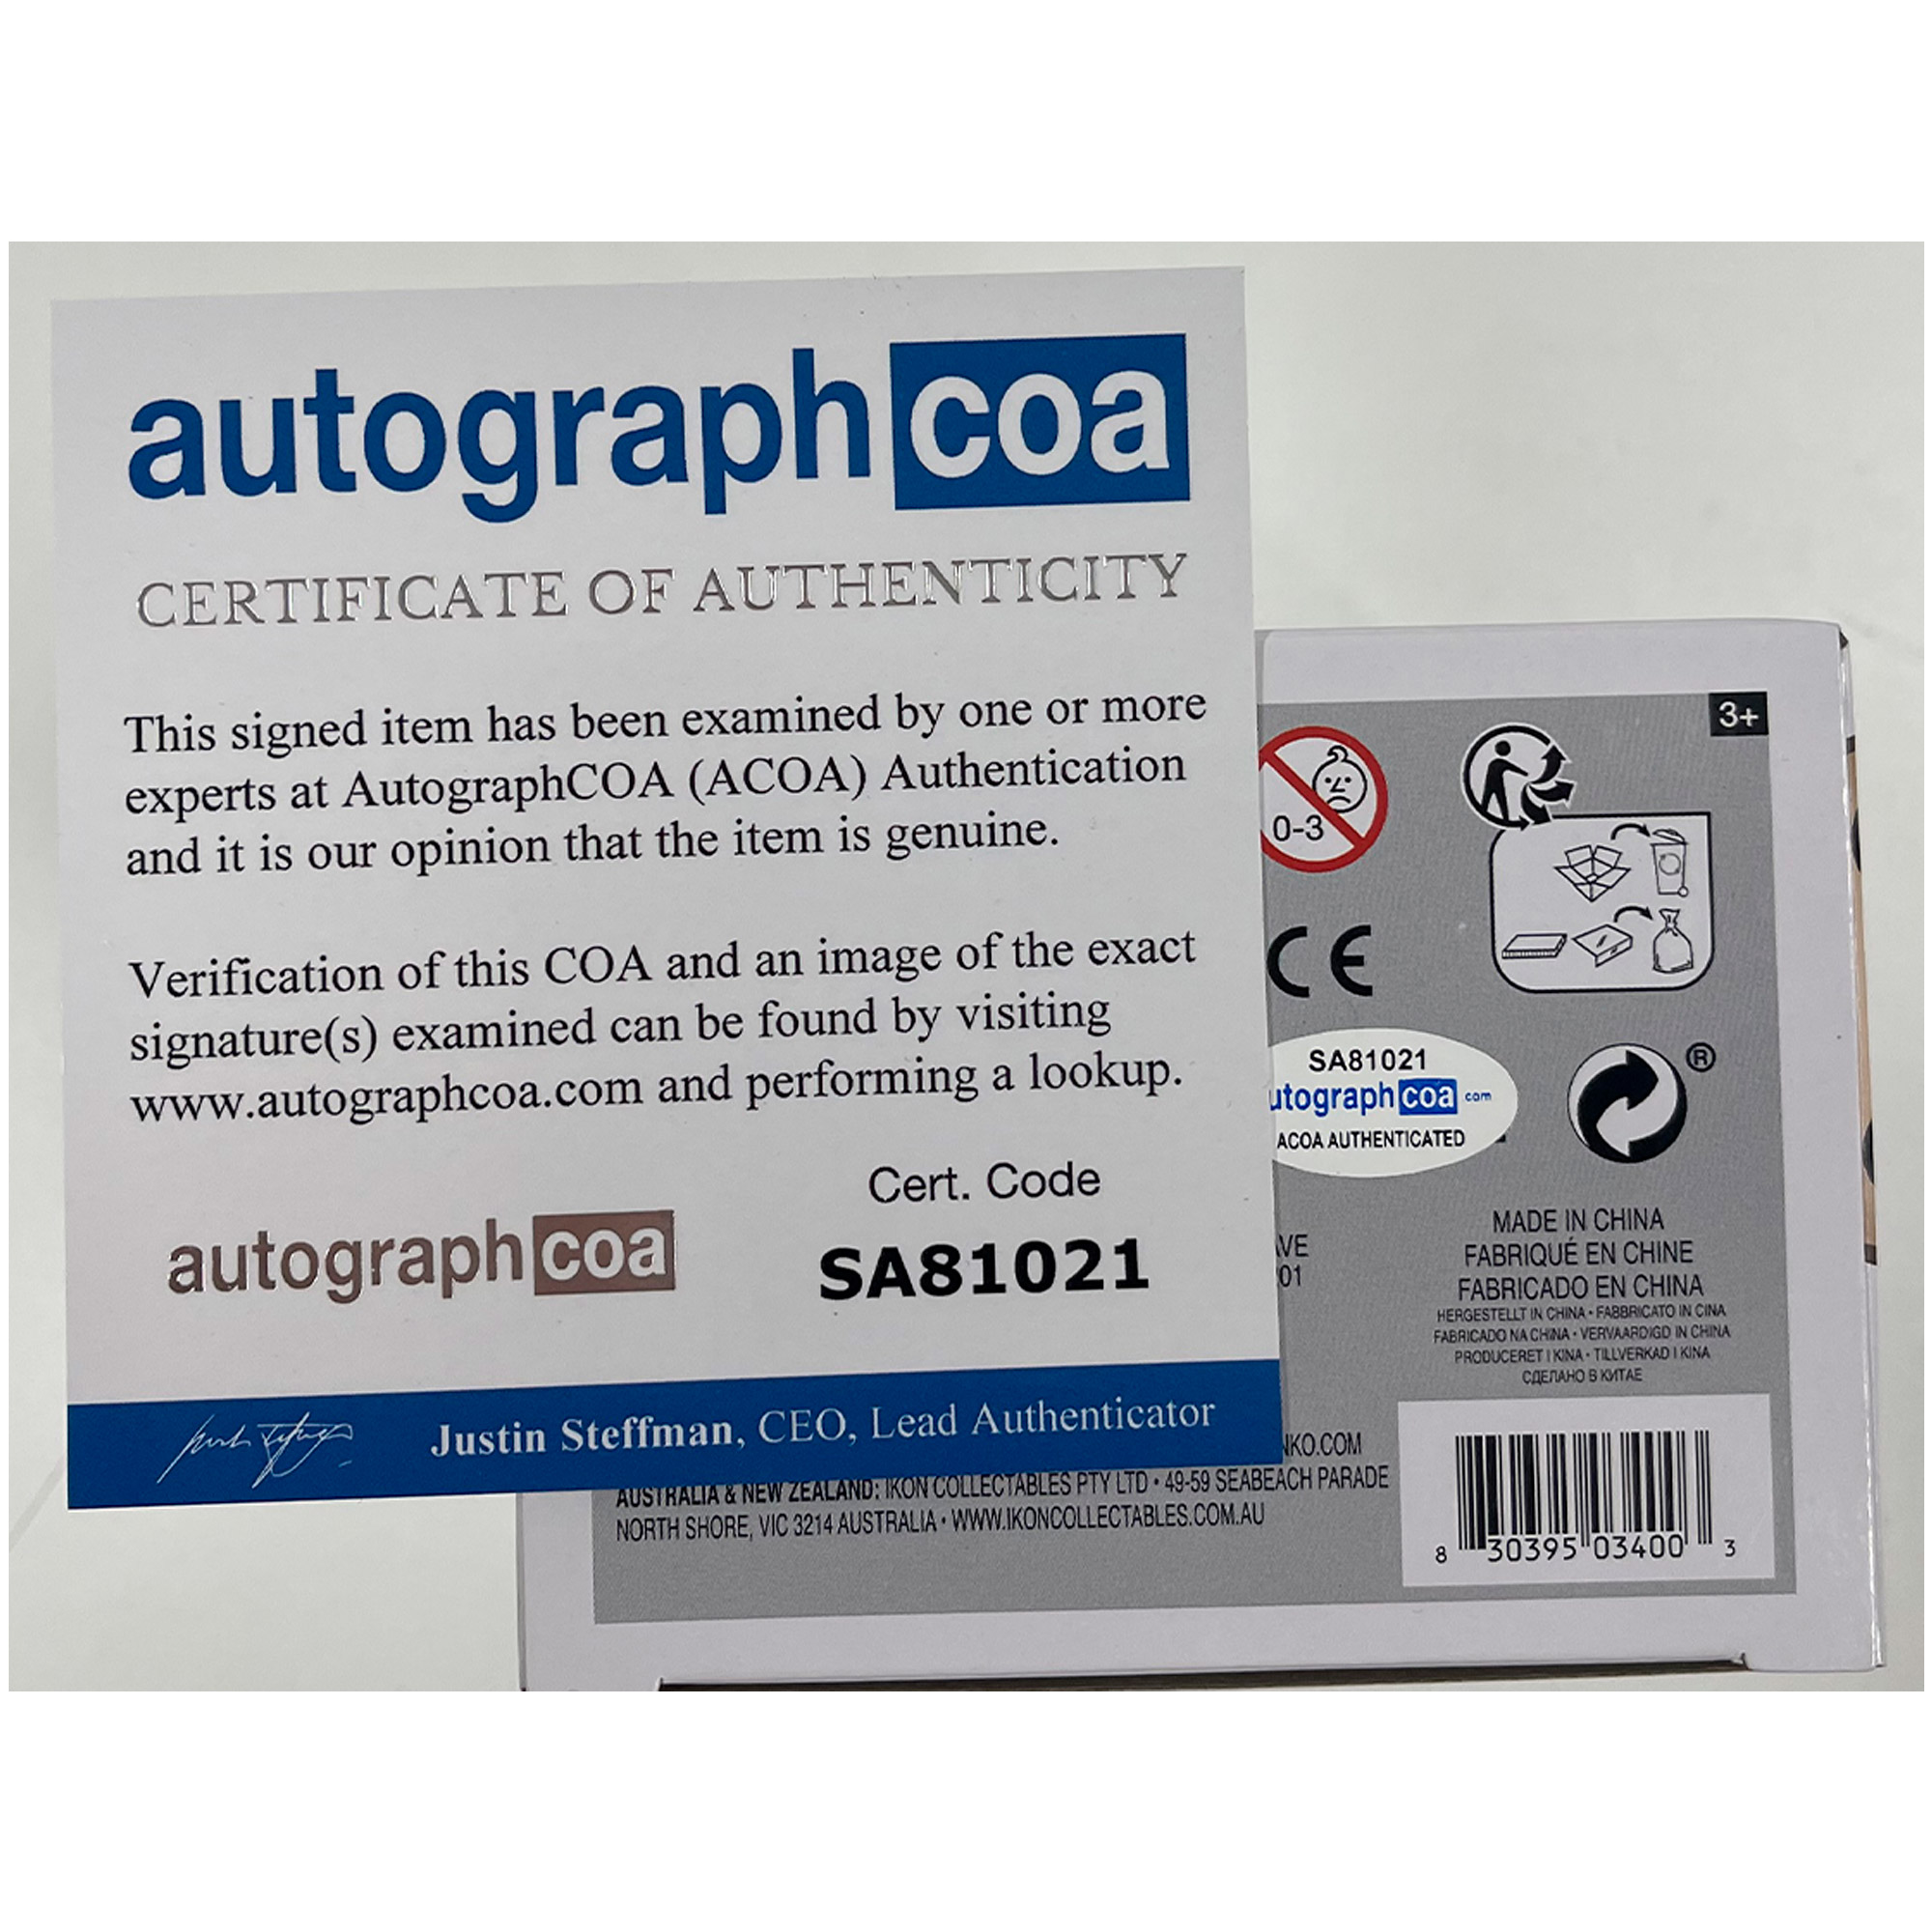 autographcoa
CERTIFICATE OF AUTHENTICITY
This signed item has been examined by one or more
experts at AutographCOA (ACOA) Authentication
and it is our opinion that the item is genuine.
Verification of this COA and an image of the exact
signature(s) examined can be found by visiting
www.autographcoa.com and performing a lookup.
Cert. Code
SA81021
autographcoa
Justin Steffman, CEO, Lead Authenticator
3+
0-3
CE
SA81021
utographcoa.com
ACOA AUTHENTICATED
®
VE
01
MADE IN CHINA
FABRIQUÉ EN CHINE
FABRICADO EN CHINA
HERGESTELLT IN CHINA • FABBRICATO IN CINA
FABRICADO NA CHINA • VERVAARDIGD IN CHINA
PRODUCERET I KINA • TILLVERKAD I KINA
СДЕЛАНО В КИТАЕ
NKO.COM
AUSTRALIA & NEW ZEALAND: IKON COLLECTABLES PTY LTD • 49-59 SEABEACH PARADE
NORTH SHORE, VIC 3214 AUSTRALIA • WWW.IKONCOLLECTABLES.COM.AU
8 30395 03400 3